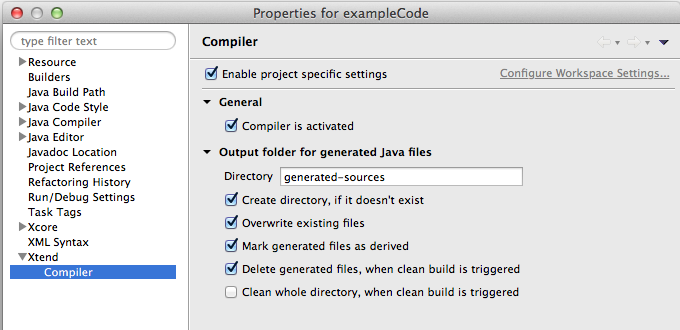 Properties for exampleCode
type filter text
Resource
Builders
Java Build Path
Java Code Style
Java Compiler
Java Editor
Javadoc Location
Project References
Refactoring History
Run/Debug Settings
Task Tags
Xcore
XML Syntax
Xtend
Compiler
Compiler
Enable project specific settings
Configure Workspace Settings...
General
Compiler is activated
Output folder for generated Java files
Directory generated-sources
Create directory, if it doesn't exist
Overwrite existing files
Mark generated files as derived
Delete generated files, when clean build is triggered
Clean whole directory, when clean build is triggered